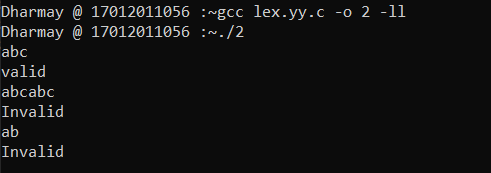 Dharmay @ 17012011056 :~gcc lex.yy.c -o 2 -ll
Dharmay @ 17012011056 :~./2
abc
valid
abcabc
Invalid
ab
Invalid